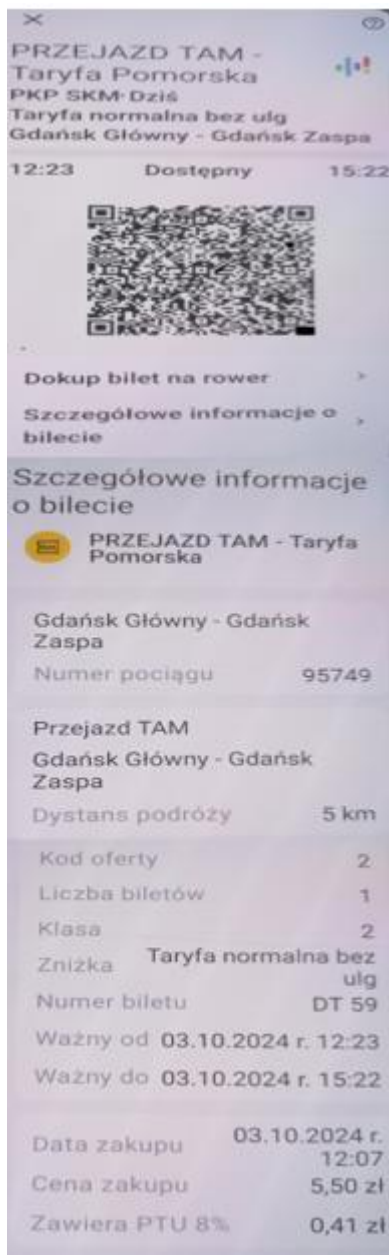 PRZEJAZD TAM -
Taryfa Pomorska
PKP SKM· Dziś
Taryfa normalna bez ulg
Gdańsk Główny - Gdańsk Zaspa
12:23 Dostępny 15:22
Dokup bilet na rower >
Szczegółowe informacje o >
bilecie
Szczegółowe informacje
o bilecie
PRZEJAZD TAM - Taryfa
Pomorska
Gdańsk Główny - Gdańsk
Zaspa
Numer pociągu 95749
Przejazd TAM
Gdańsk Główny - Gdańsk
Zaspa
Dystans podróży 5 km
Kod oferty 2
Liczba biletów 1
Klasa 2
Zniżka Taryfa normalna bez
ulg
Numer biletu DT 59
Ważny od 03.10.2024 r. 12:23
Ważny do 03.10.2024 r. 15:22
Data zakupu 03.10.2024 r.
12:07
Cena zakupu 5,50 zł
Zawiera PTU 8% 0,41 zł